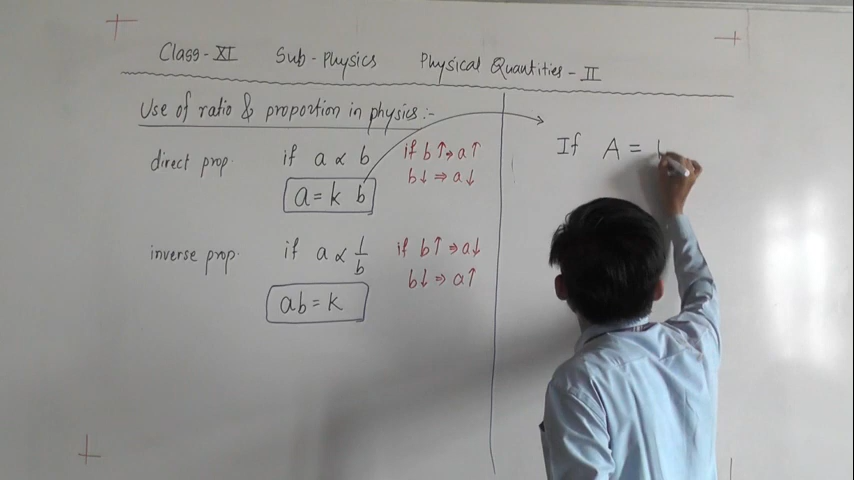 Class-XI Sub-Physics Physical Quantities-II
Use of ratio & proportion in physics:-
direct prop. if a ∝ b if b↑⇒a↑
b↓ ⇒ a↓
a = k b
inverse prop. if a ∝ 1/b if b↑ ⇒ a↓
b↓ ⇒ a↑
ab = k
If A =